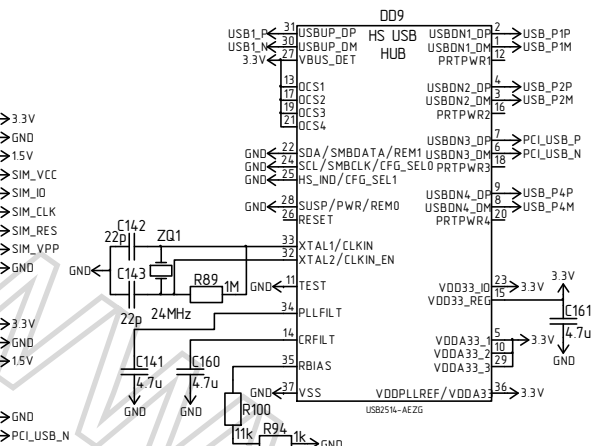 DD9
USB1_P 31 USBUP_DP HS USB USBDN1_DP 2 USB_P1P
USB1_N 30 USBUP_DM HUB USBDN1_DM 1 USB_P1M
3.3V 27 VBUS_DET PRTPWR1 12
13 OCS1 USBDN2_DP 4 USB_P2P
17 OCS2 USBDN2_DM 3 USB_P2M
19 OCS3 PRTPWR2 16
21 OCS4
USBDN3_DP 7 PCI_USB_P
GND 22 SDA/SMBDATA/REM1 USBDN3_DM 6 PCI_USB_N
GND 24 SCL/SMBCLK/CFG_SEL0 PRTPWR3 18
GND 25 HS_IND/CFG_SEL1
USBDN4_DP 9 USB_P4P
GND 28 SUSP/PWR/REM0 USBDN4_DM 8 USB_P4M
26 RESET PRTPWR4 20
33 XTAL1/CLKIN
32 XTAL2/CLKIN_EN
GND 11 TEST VDD33_IO 23 3.3V
VDD33_REG 15
34 PLLFILT
14 CRFILT VDDA33_1 5 3.3V
VDDA33_2 10
35 RBIAS VDDA33_3 29
GND 37 VSS VDDPLLREF/VDDA33 36 3.3V
USB2514-AEZG
3.3V
GND
1.5V
SIM_VCC
SIM_IO
SIM_CLK
SIM_RES
SIM_VPP
GND
3.3V
GND
1.5V
GND
PCI_USB_N
C142
22p
ZQ1
GND
C143
22p
24MHz
R89
1M
C141
4.7u
GND
C160
4.7u
GND
R100
11k
R94
1k
GND
3.3V
C161
4.7u
GND